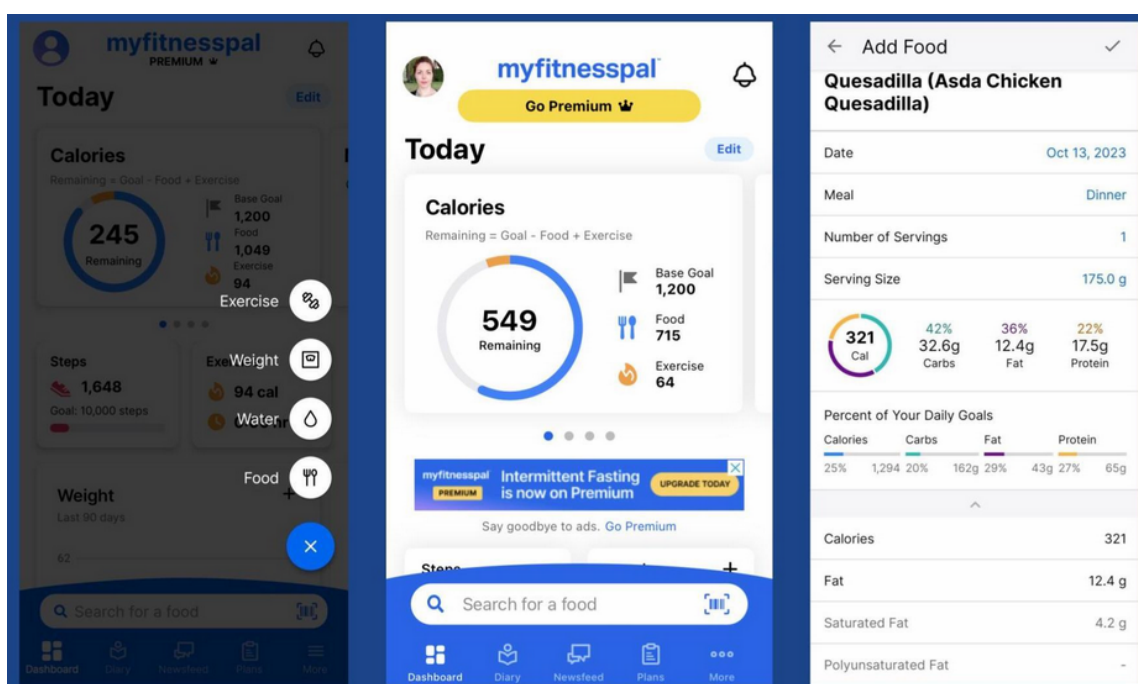 myfitnesspal
PREMIUM
Today
Edit
Calories
Remaining = Goal - Food + Exercise
245
Remaining
Base Goal
1,200
Food
1,049
Exercise
94
Exercise
Weight
Water
Food
Steps
1,648
Goal: 10,000 steps
94 cal
Weight
Last 90 days
62
Search for a food
Dashboard
Diary
Newsfeed
Plans
More
myfitnesspal
Go Premium
Today
Edit
Calories
Remaining = Goal - Food + Exercise
549
Remaining
Base Goal
1,200
Food
715
Exercise
64
myfitnesspal
PREMIUM
Intermittent Fasting
is now on Premium
UPGRADE TODAY
Say goodbye to ads. Go Premium
Steps
Search for a food
Dashboard
Diary
Newsfeed
Plans
More
Add Food
Quesadilla (Asda Chicken
Quesadilla)
Date Oct 13, 2023
Meal Dinner
Number of Servings 1
Serving Size 175.0 g
321
Cal
42% 36% 22%
32.6g 12.4g 17.5g
Carbs Fat Protein
Percent of Your Daily Goals
Calories Carbs Fat Protein
25% 1,294 20% 162g 29% 43g 27% 65g
Calories 321
Fat 12.4 g
Saturated Fat 4.2 g
Polyunsaturated Fat -